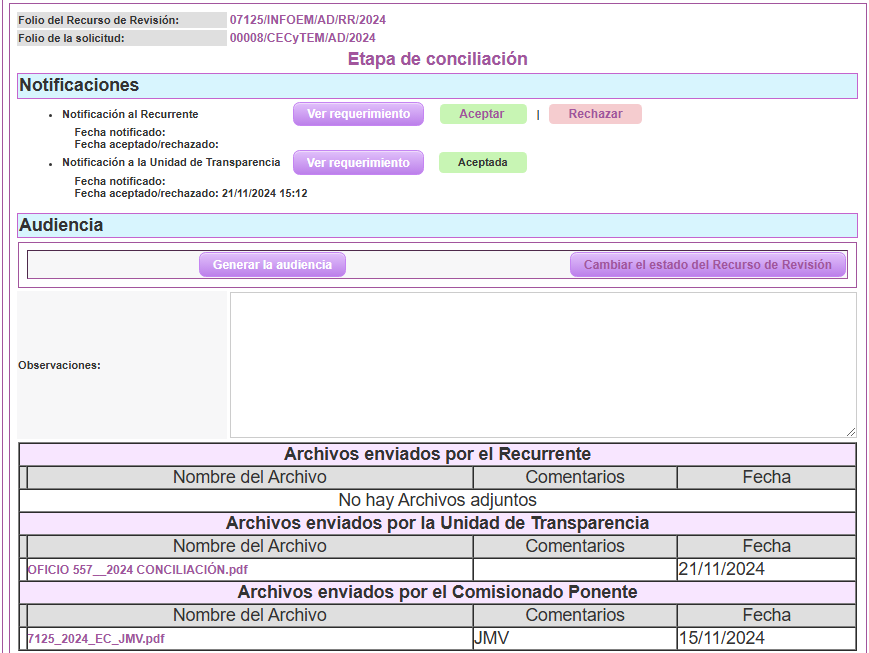 Folio del Recurso de Revisión: 07125/INFOEM/AD/RR/2024
Folio de la solicitud: 00008/CECyTEM/AD/2024
Etapa de conciliación
Notificaciones
• Notificación al Recurrente Ver requerimiento Aceptar | Rechazar
Fecha notificado:
Fecha aceptado/rechazado:
• Notificación a la Unidad de Transparencia Ver requerimiento Aceptada
Fecha notificado:
Fecha aceptado/rechazado: 21/11/2024 15:12
Audiencia
Generar la audiencia Cambiar el estado del Recurso de Revisión
Observaciones:
Archivos enviados por el Recurrente
Nombre del Archivo Comentarios Fecha
No hay Archivos adjuntos
Archivos enviados por la Unidad de Transparencia
Nombre del Archivo Comentarios Fecha
OFICIO 557__2024 CONCILIACIÓN.pdf 21/11/2024
Archivos enviados por el Comisionado Ponente
Nombre del Archivo Comentarios Fecha
7125_2024_EC_JMV.pdf JMV 15/11/2024